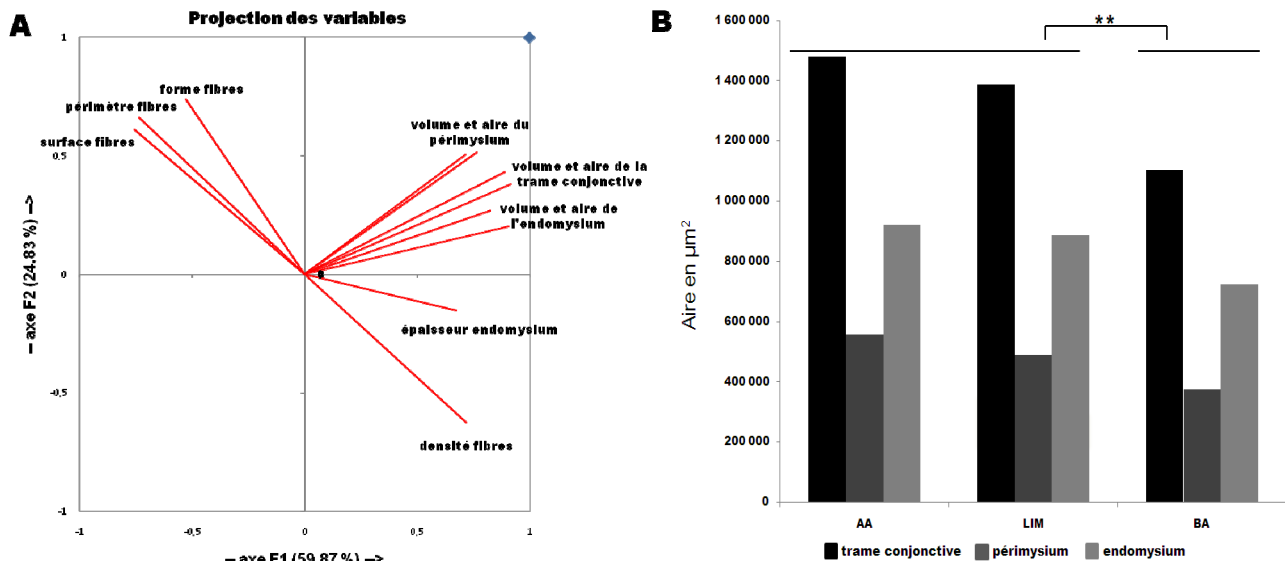 A
Projection des variables
1
forme fibres
périmètre fibres
surface fibres
volume et aire du
périmysium
0,5
volume et aire de la
trame conjonctive
volume et aire de
l'endomysium
0
épaisseur endomysium
-0,5
densité fibres
-1
-1
-0,5
0
0,5
1
-- axe F2 (24.83 %) -->
-- axe F1 (59.87 %) -->
B
**
1 600 000
1 400 000
1 200 000
1 000 000
800 000
600 000
400 000
200 000
0
Aire en µm²
AA
LIM
BA
trame conjonctive
périmysium
endomysium